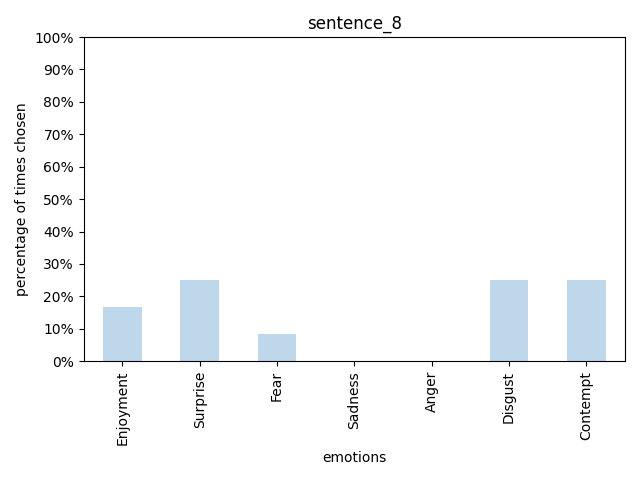 sentence_8
100%
90%
80%
70%
60%
50%
40%
30%
20%
10%
0%
percentage of times chosen
Enjoyment
Surprise
Fear
Sadness
Anger
Disgust
Contempt
emotions